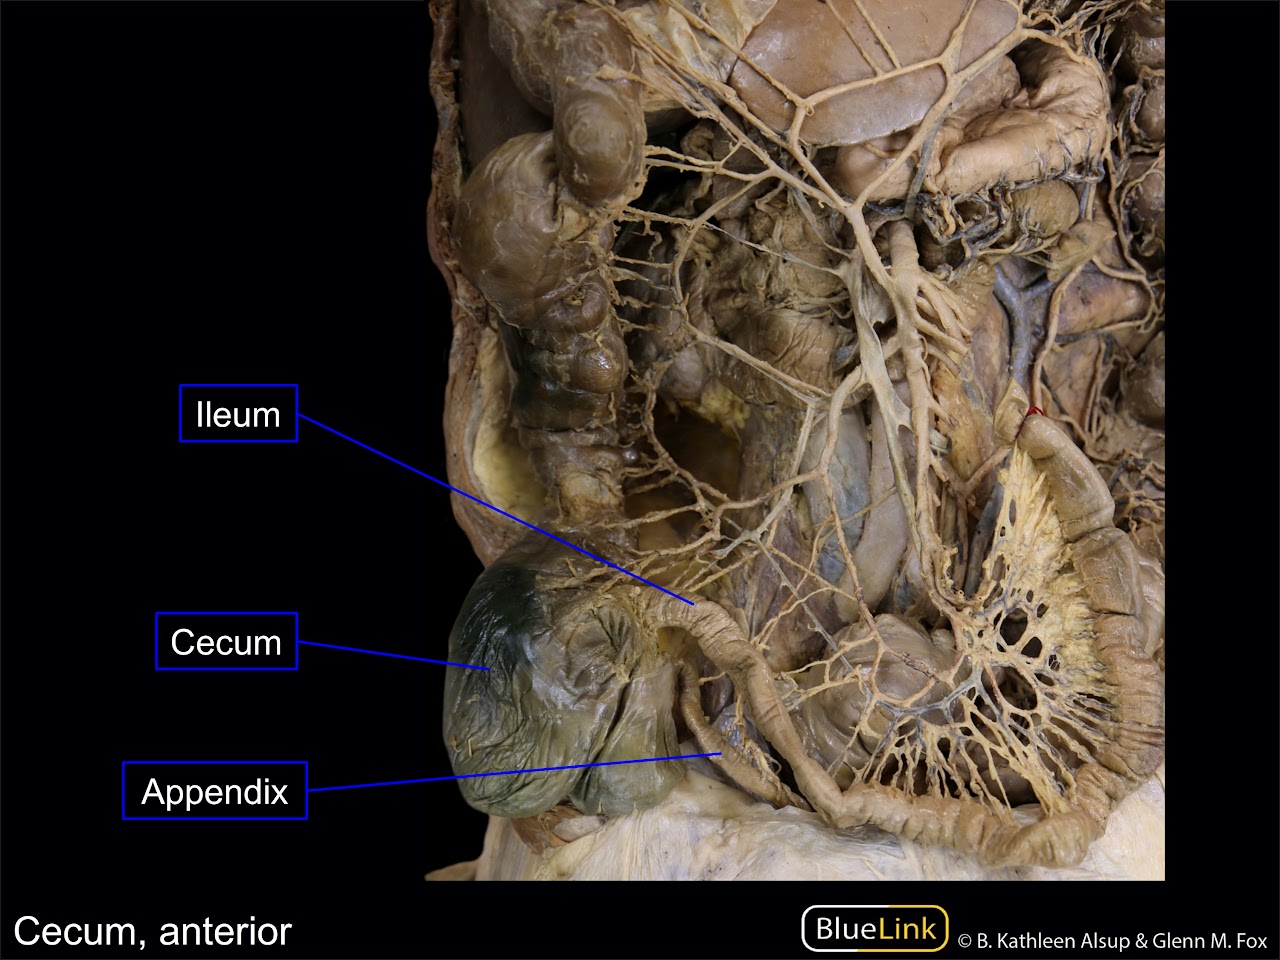 Ileum
Cecum
Appendix
Cecum, anterior
BlueLink
© B. Kathleen Alsup & Glenn M. Fox